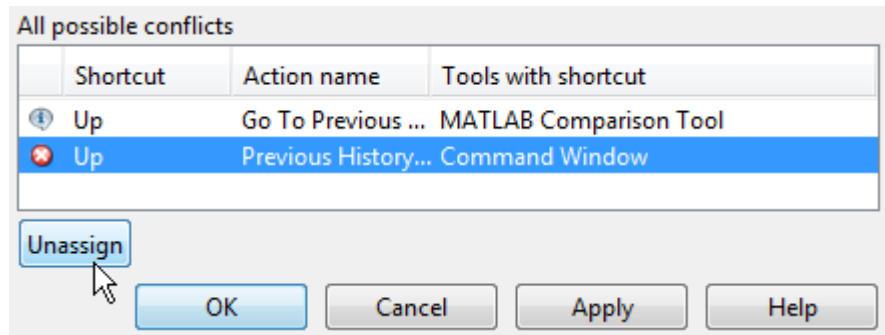 All possible conflicts
Shortcut Action name Tools with shortcut
Up Go To Previous ... MATLAB Comparison Tool
Up Previous History... Command Window
Unassign
OK Cancel Apply Help